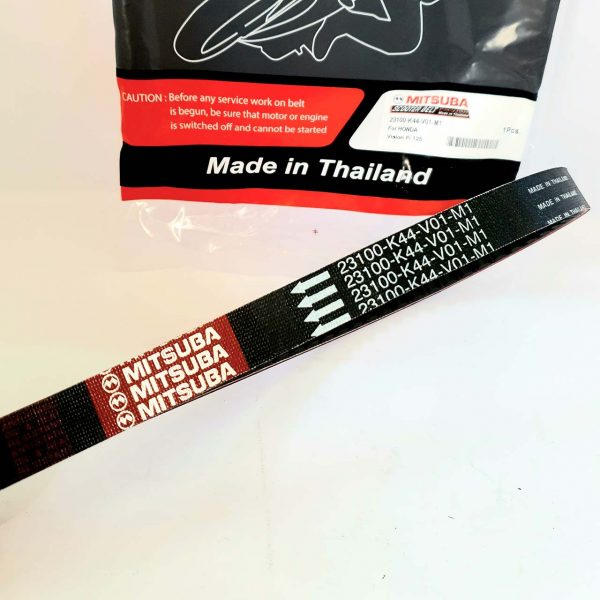 CAUTION : Before any service work on belt
is begun, be sure that motor or engine
is switched off and cannot be started
Made in Thailand
MITSUBA
SCOOTER BELT
23100-K44-V01-M1
For HONDA
1Pcs.
MADE IN THAILAND
MADE IN THAILAND
MADE IN THAILAND
23100-K44-V01-M1
23100-K44-V01-M1
23100-K44-V01-M1
23100-K44-V01-M1
MITSUBA
MITSUBA
MITSUBA